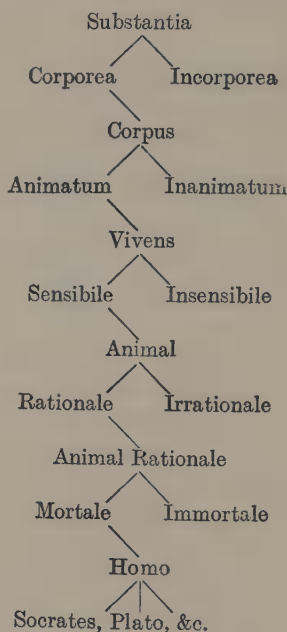 Substantia
Corporea Incorporea
Corpus
Animatum Inanimatum
Vivens
Sensibile Insensibile
Animal
Rationale Irrationale
Animal Rationale
Mortale Immortale
Homo
Socrates, Plato, &c.